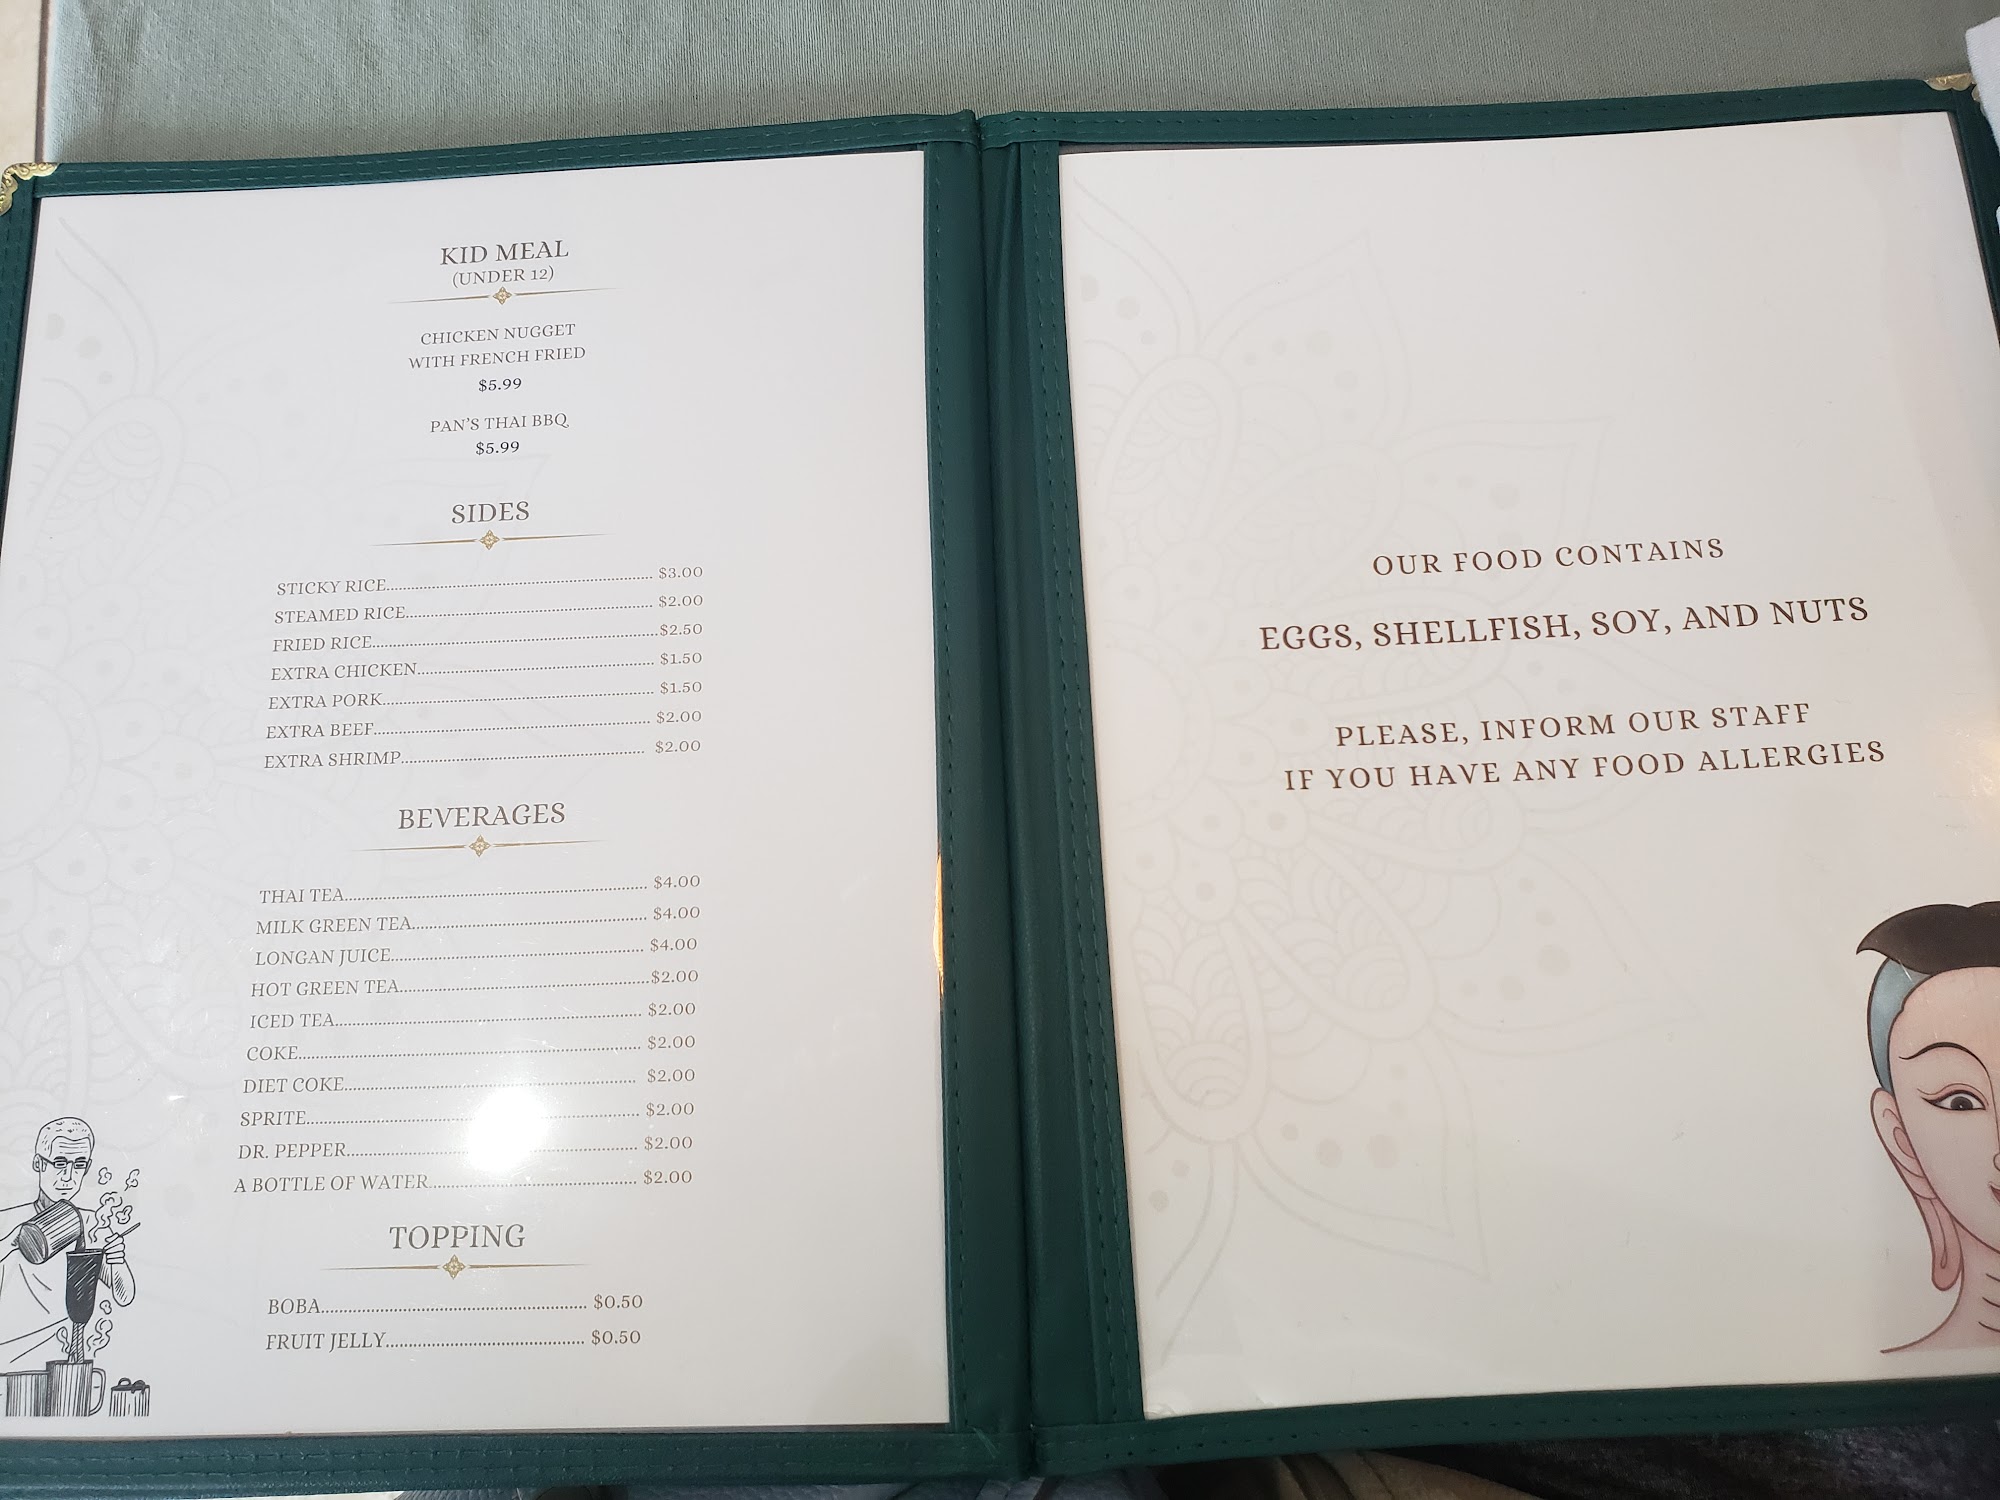 KID MEAL
(UNDER 12)
CHICKEN NUGGET
WITH FRENCH FRIED
$5.99
PAN'S THAI BBQ
$5.99
SIDES
STICKY RICE........ $3.00
STEAMED RICE........ $2.00
FRIED RICE........ $2.50
EXTRA CHICKEN........ $1.50
EXTRA PORK........ $1.50
EXTRA BEEF........ $2.00
EXTRA SHRIMP........ $2.00
BEVERAGES
THAI TEA........ $4.00
MILK GREEN TEA........ $4.00
LONGAN JUICE........ $4.00
HOT GREEN TEA........ $2.00
ICED TEA........ $2.00
COKE........ $2.00
DIET COKE........ $2.00
SPRITE........ $2.00
DR. PEPPER........ $2.00
A BOTTLE OF WATER........ $2.00
TOPPING
BOBA........ $0.50
FRUIT JELLY........ $0.50
OUR FOOD CONTAINS
EGGS, SHELLFISH, SOY, AND NUTS
PLEASE, INFORM OUR STAFF
IF YOU HAVE ANY FOOD ALLERGIES